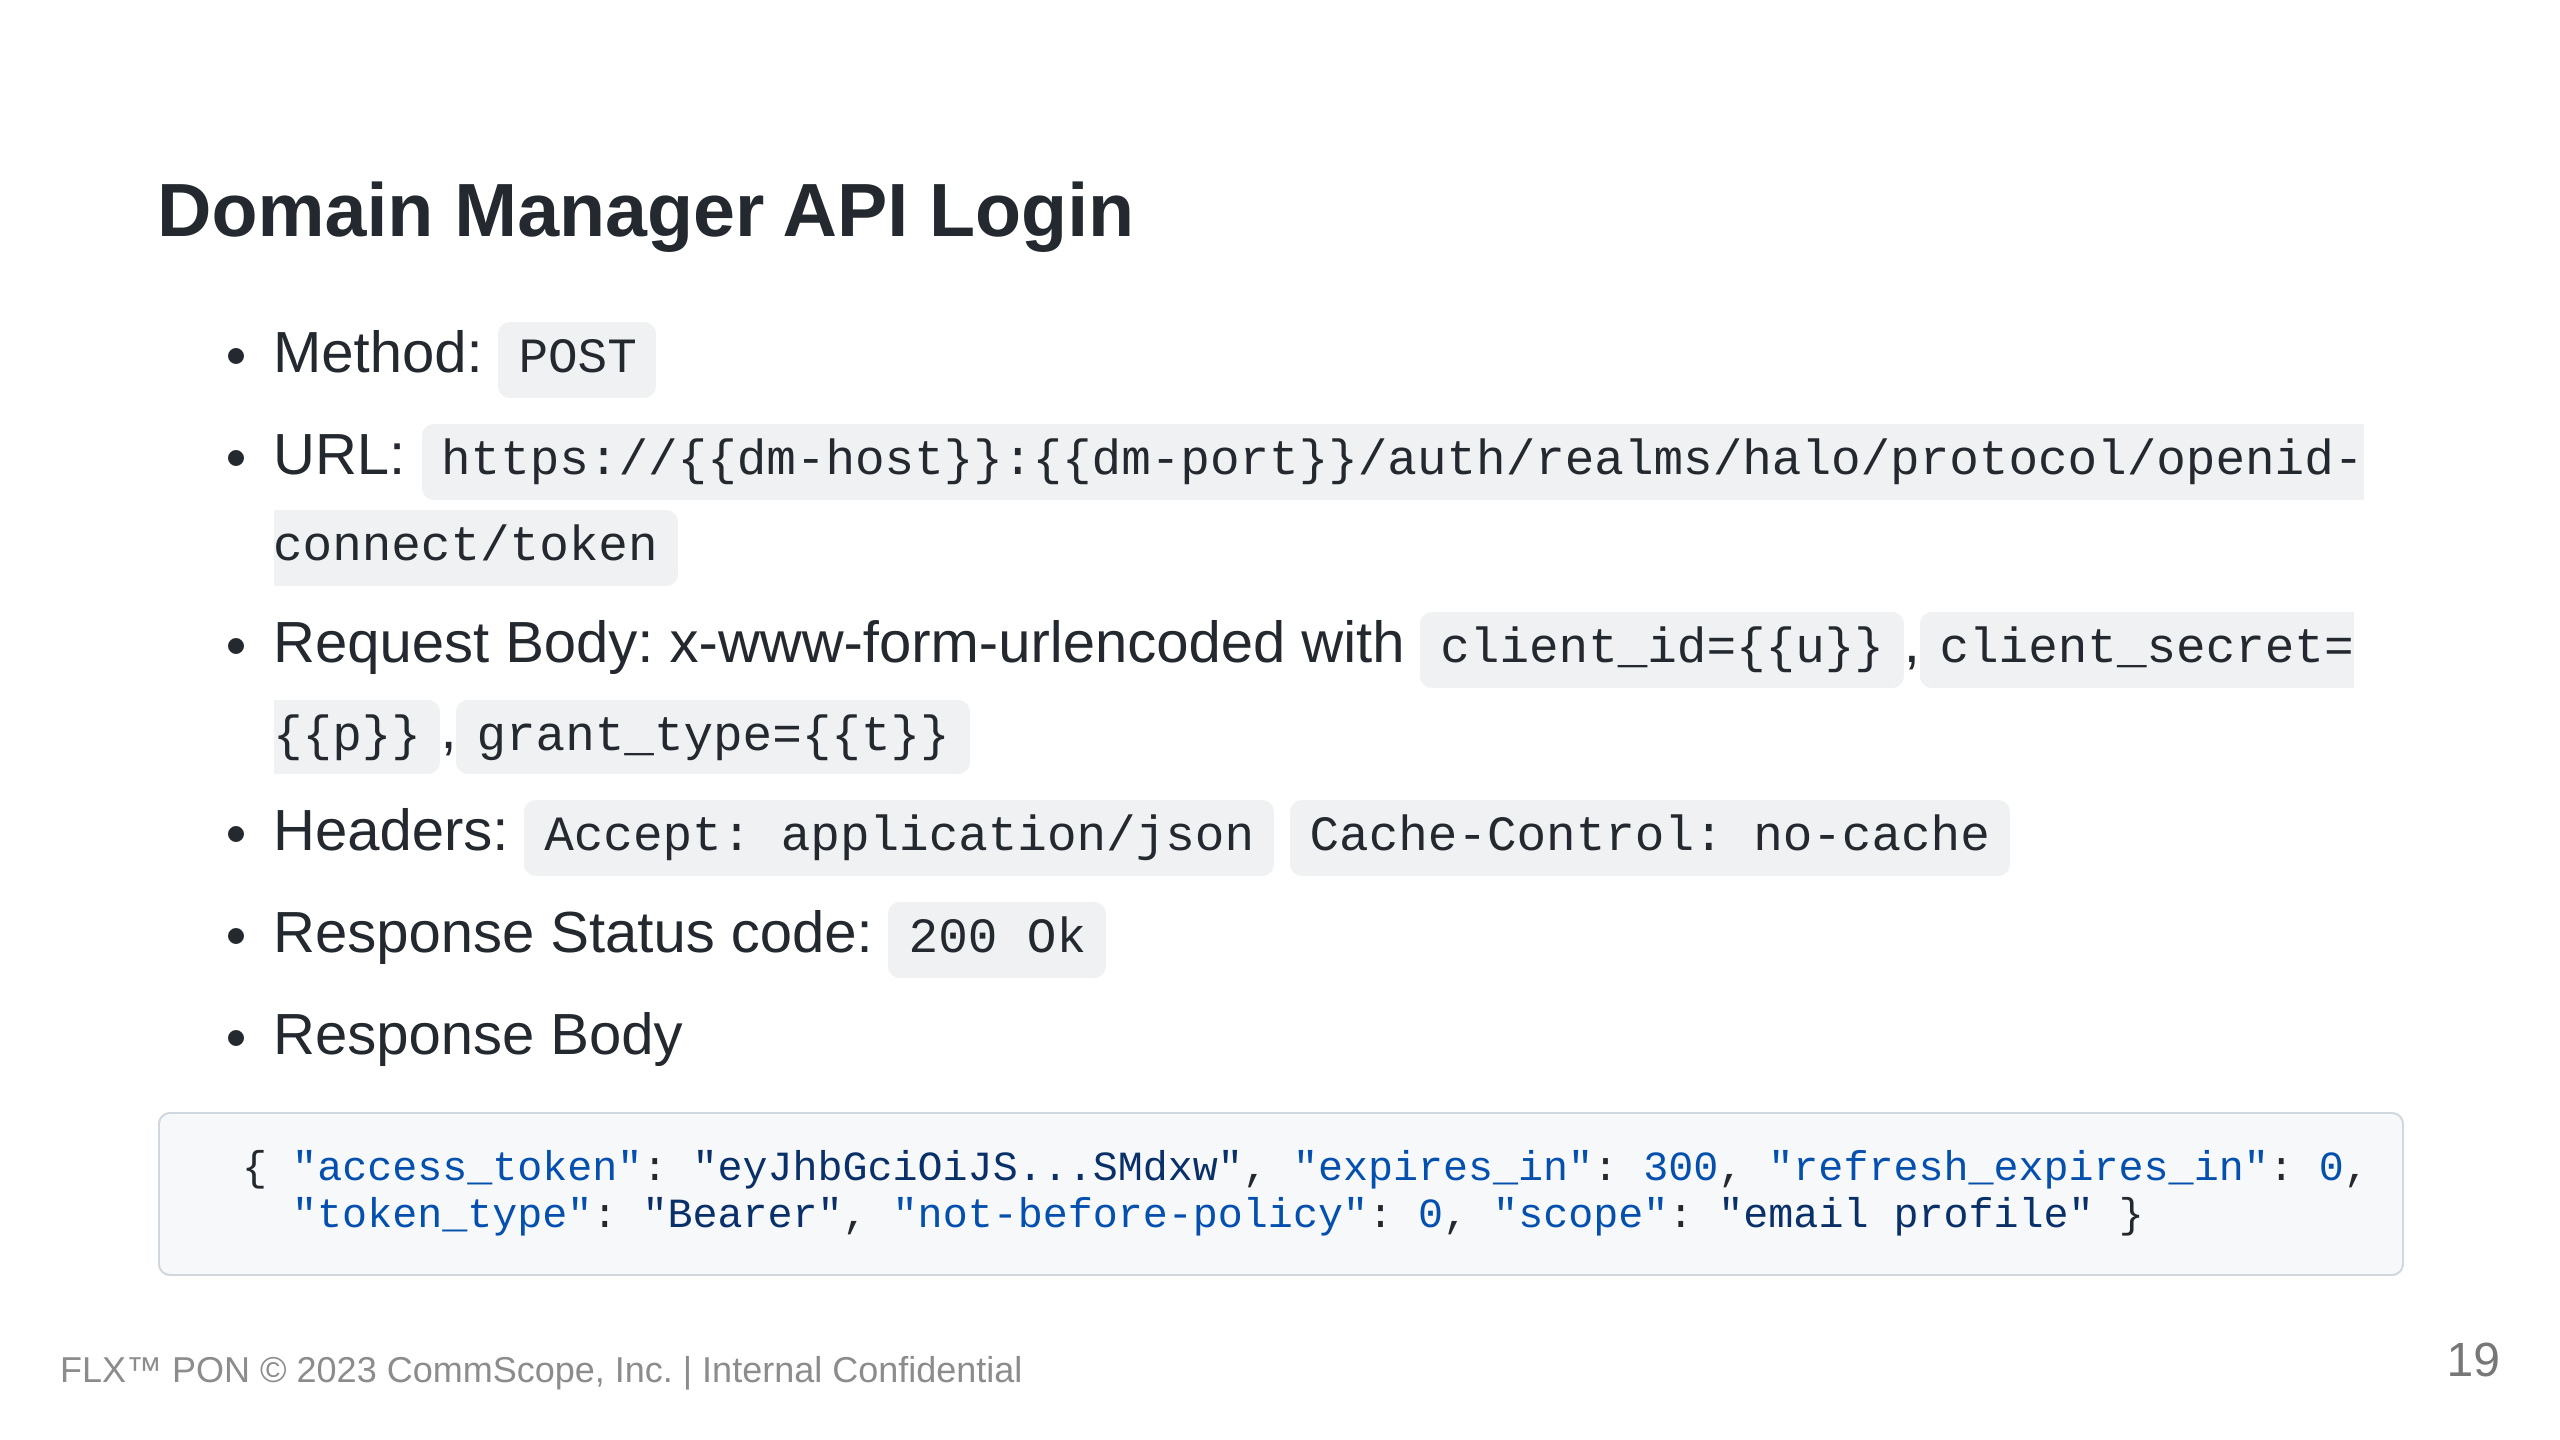 Domain Manager API Login
• Method: POST
• URL: https://{{dm-host}}:{{dm-port}}/auth/realms/halo/protocol/openid-
connect/token
• Request Body: x-www-form-urlencoded with client_id={{u}} , client_secret=
{{p}} , grant_type={{t}}
• Headers: Accept: application/json Cache-Control: no-cache
• Response Status code: 200 Ok
• Response Body
{ "access_token": "eyJhbGciOiJS...SMdxw", "expires_in": 300, "refresh_expires_in": 0,
"token_type": "Bearer", "not-before-policy": 0, "scope": "email profile" }
FLX™ PON © 2023 CommScope, Inc. | Internal Confidential
19